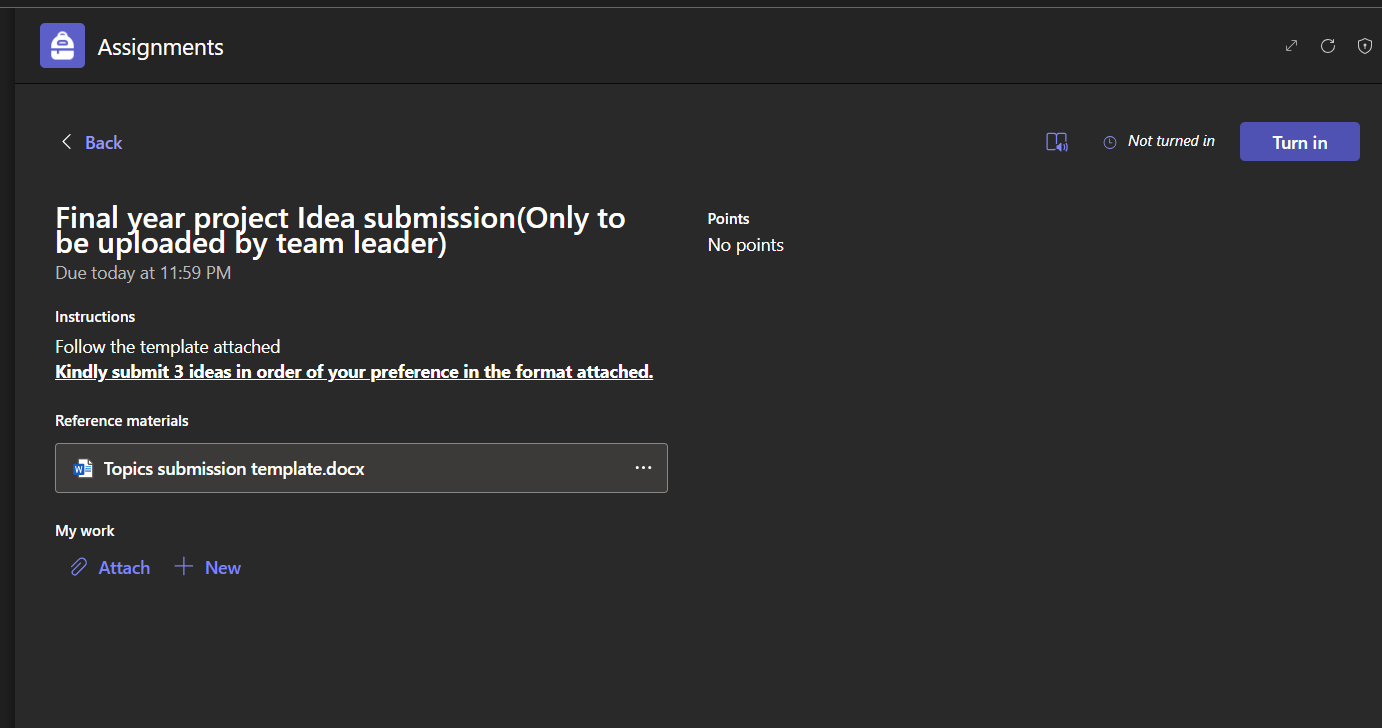 Assignments
Back
Not turned in
Turn in
Final year project Idea submission(Only to
be uploaded by team leader)
Due today at 11:59 PM
Points
No points
Instructions
Follow the template attached
Kindly submit 3 ideas in order of your preference in the format attached.
Reference materials
Topics submission template.docx
My work
Attach
New